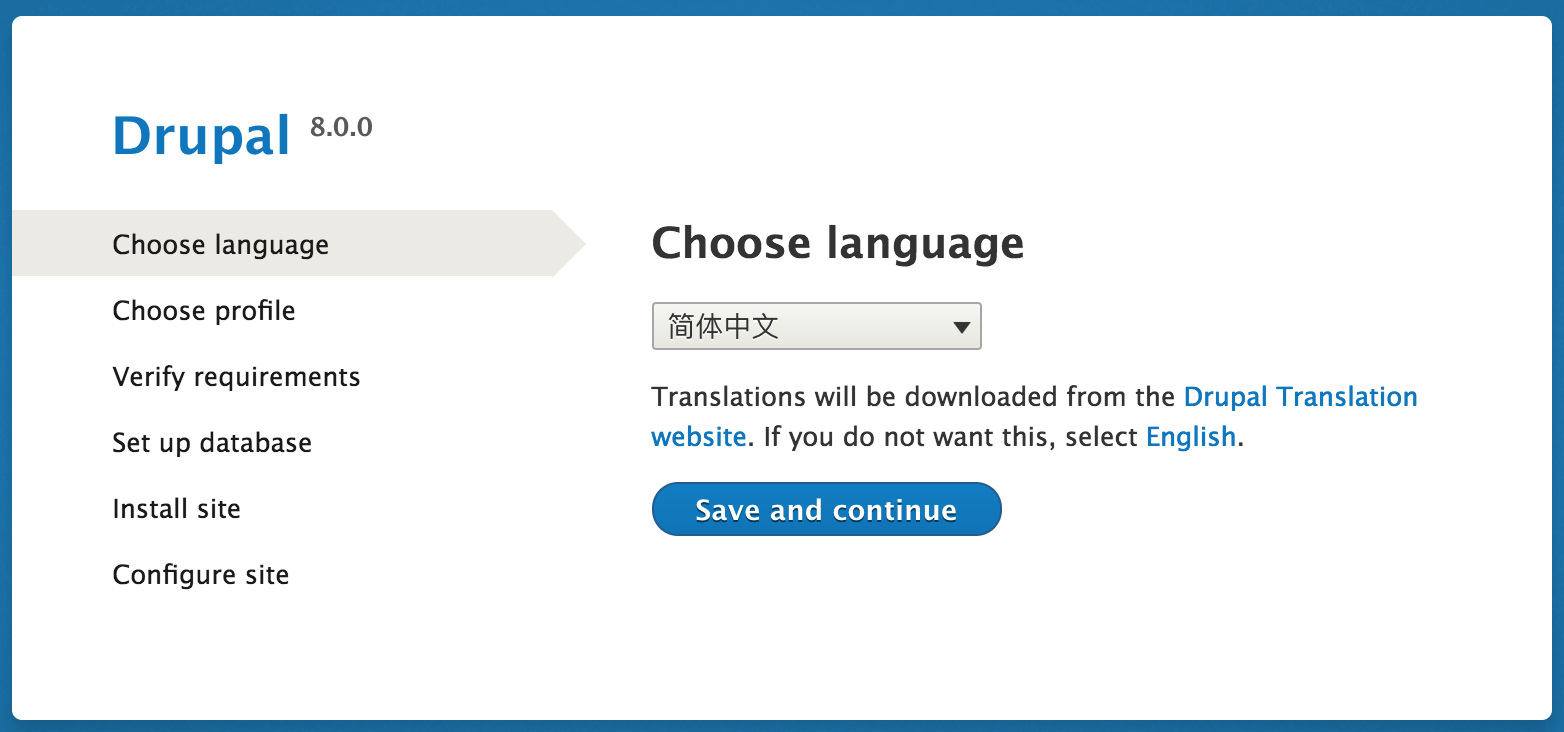 Drupal 8.0.0
Choose language
Choose profile
Verify requirements
Set up database
Install site
Configure site
Choose language
简体中文
Translations will be downloaded from the Drupal Translation
website. If you do not want this, select English.
Save and continue